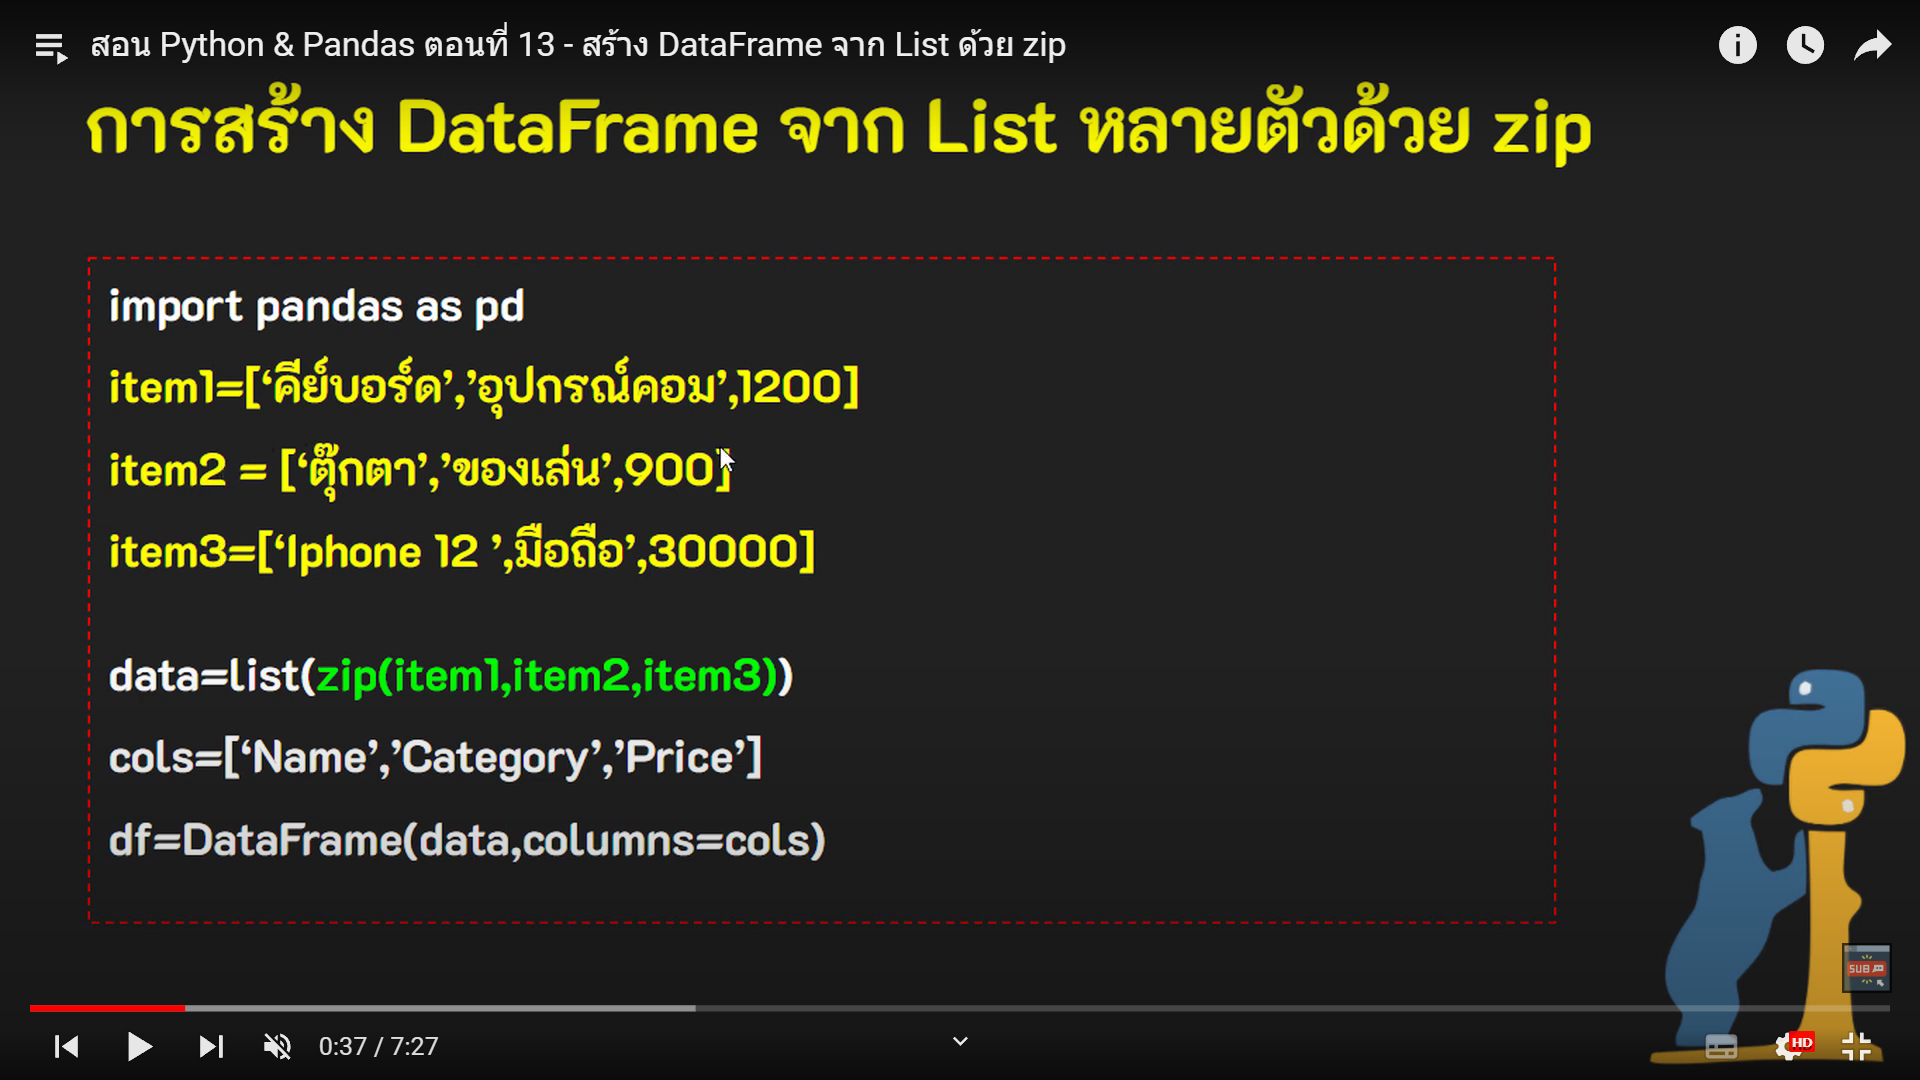 สอน Python & Pandas ตอนที่ 13 - สร้าง DataFrame จาก List ด้วย zip
การสร้าง DataFrame จาก List หลายตัวด้วย zip
import pandas as pd
item1=[‘คีย์บอร์ด’,’อุปกรณ์คอม’,1200]
item2 = [‘ตุ๊กตา’,’ของเล่น’,900]
item3=[‘Iphone 12 ’,มือถือ’,30000]
data=list(zip(item1,item2,item3))
cols=[‘Name’,’Category’,’Price’]
df=DataFrame(data,columns=cols)
SUB
0:37 / 7:27
HD